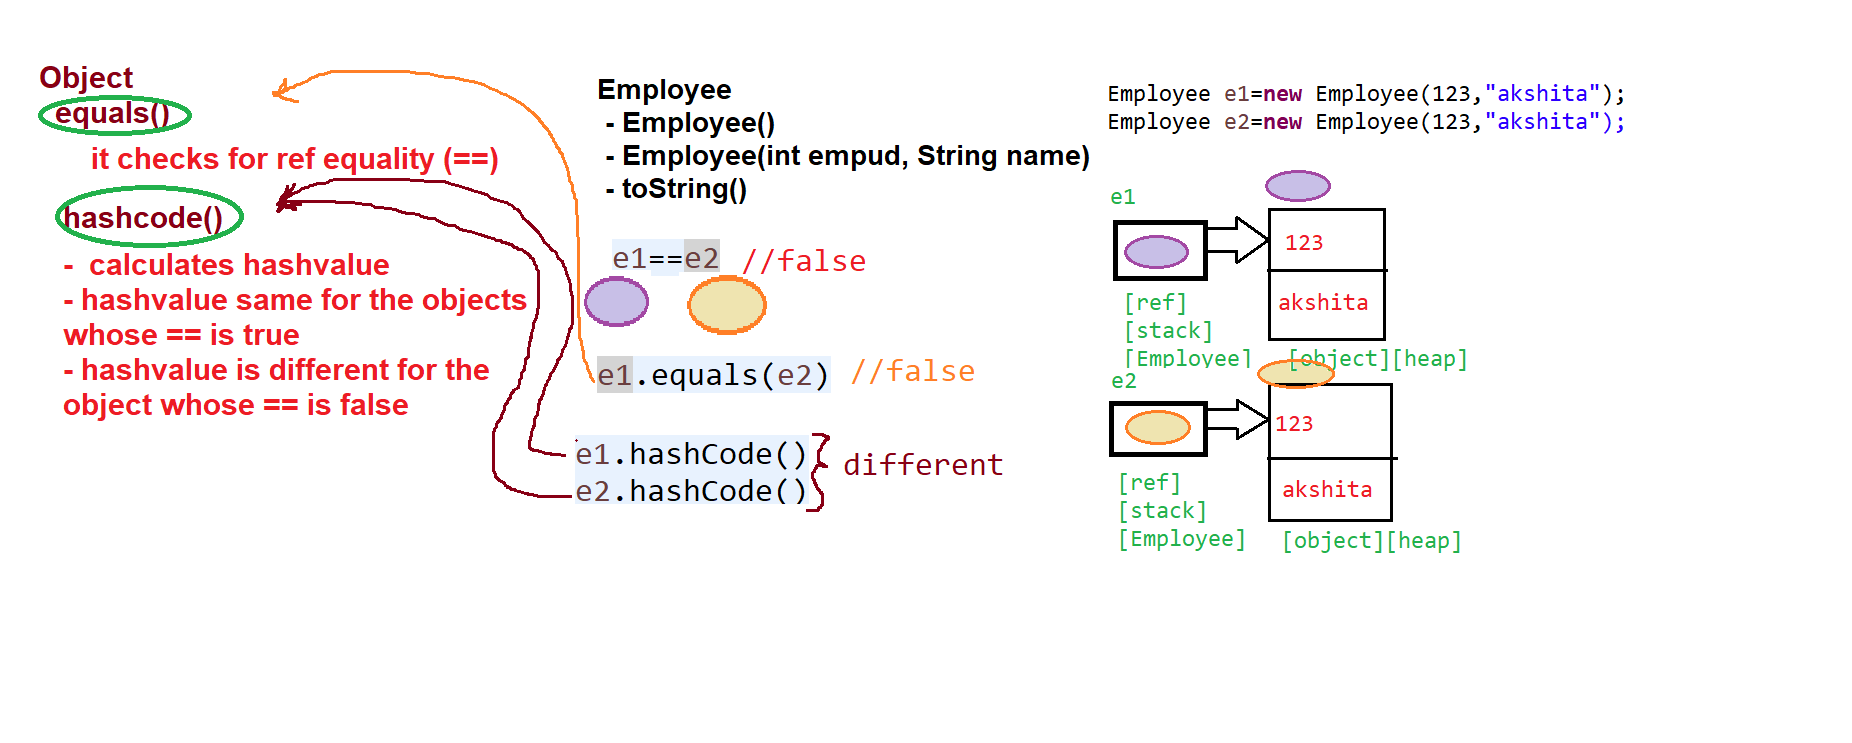 Object
equals()
it checks for ref equality (==)
hashcode()
- calculates hashvalue
- hashvalue same for the objects
whose == is true
- hashvalue is different for the
object whose == is false
Employee
- Employee()
- Employee(int empud, String name)
- toString()
e1==e2 //false
e1.equals(e2) //false
e1.hashCode()
e2.hashCode()
different
Employee e1=new Employee(123,"akshita");
Employee e2=new Employee(123,"akshita");
e1
123
akshita
[ref]
[stack]
[Employee] [object][heap]
e2
123
akshita
[ref]
[stack]
[Employee] [object][heap]